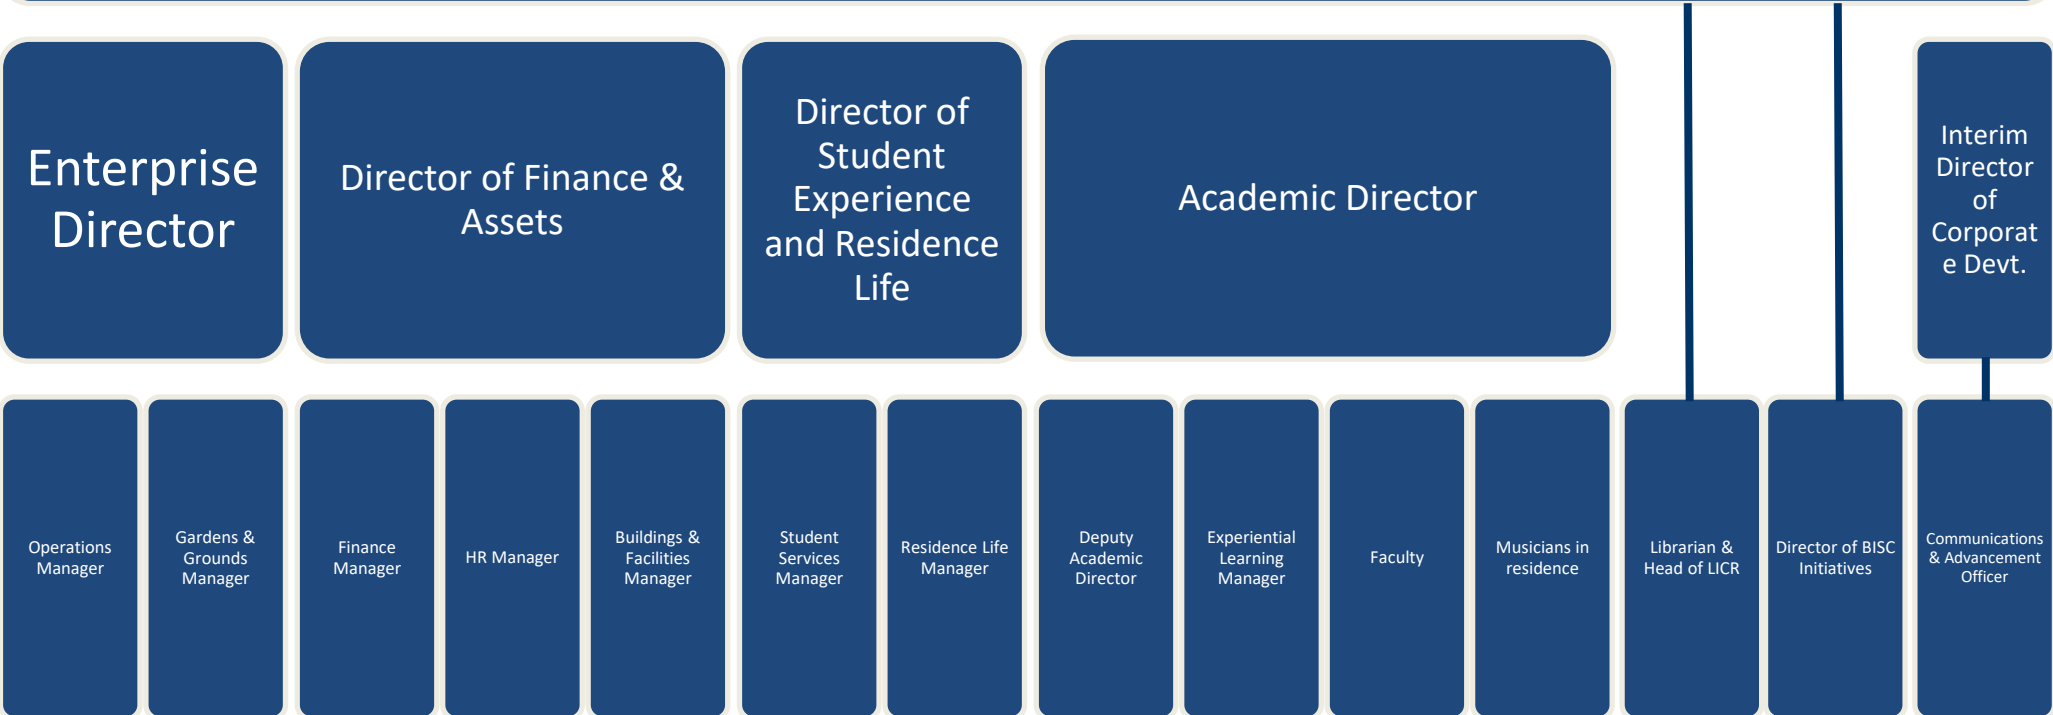 Enterprise
Director
Director of Finance &
Assets
Director of
Student
Experience
and Residence
Life
Academic Director
Interim
Director
of
Corporat
e Devt.
Operations
Manager
Gardens &
Grounds
Manager
Finance
Manager
HR Manager
Buildings &
Facilities
Manager
Student
Services
Manager
Residence Life
Manager
Deputy
Academic
Director
Experiential
Learning
Manager
Faculty
Musicians in
residence
Librarian &
Head of LICR
Director of BISC
Initiatives
Communications
& Advancement
Officer